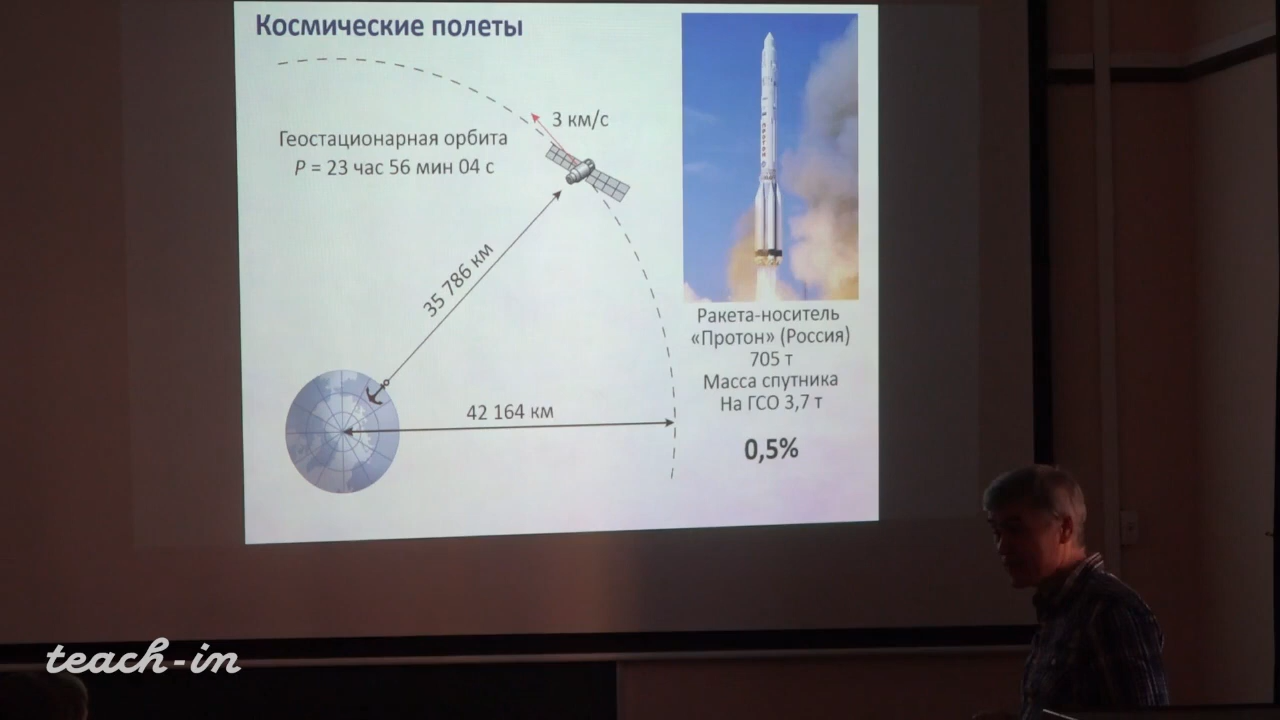 Космические полеты
3 км/с
Геостационарная орбита
P = 23 час 56 мин 04 с
35 786 км
42 164 км
ПРОТОН
Ракета-носитель
«Протон» (Россия)
705 т
Масса спутника
На ГСО 3,7 т
0,5%
teach-in